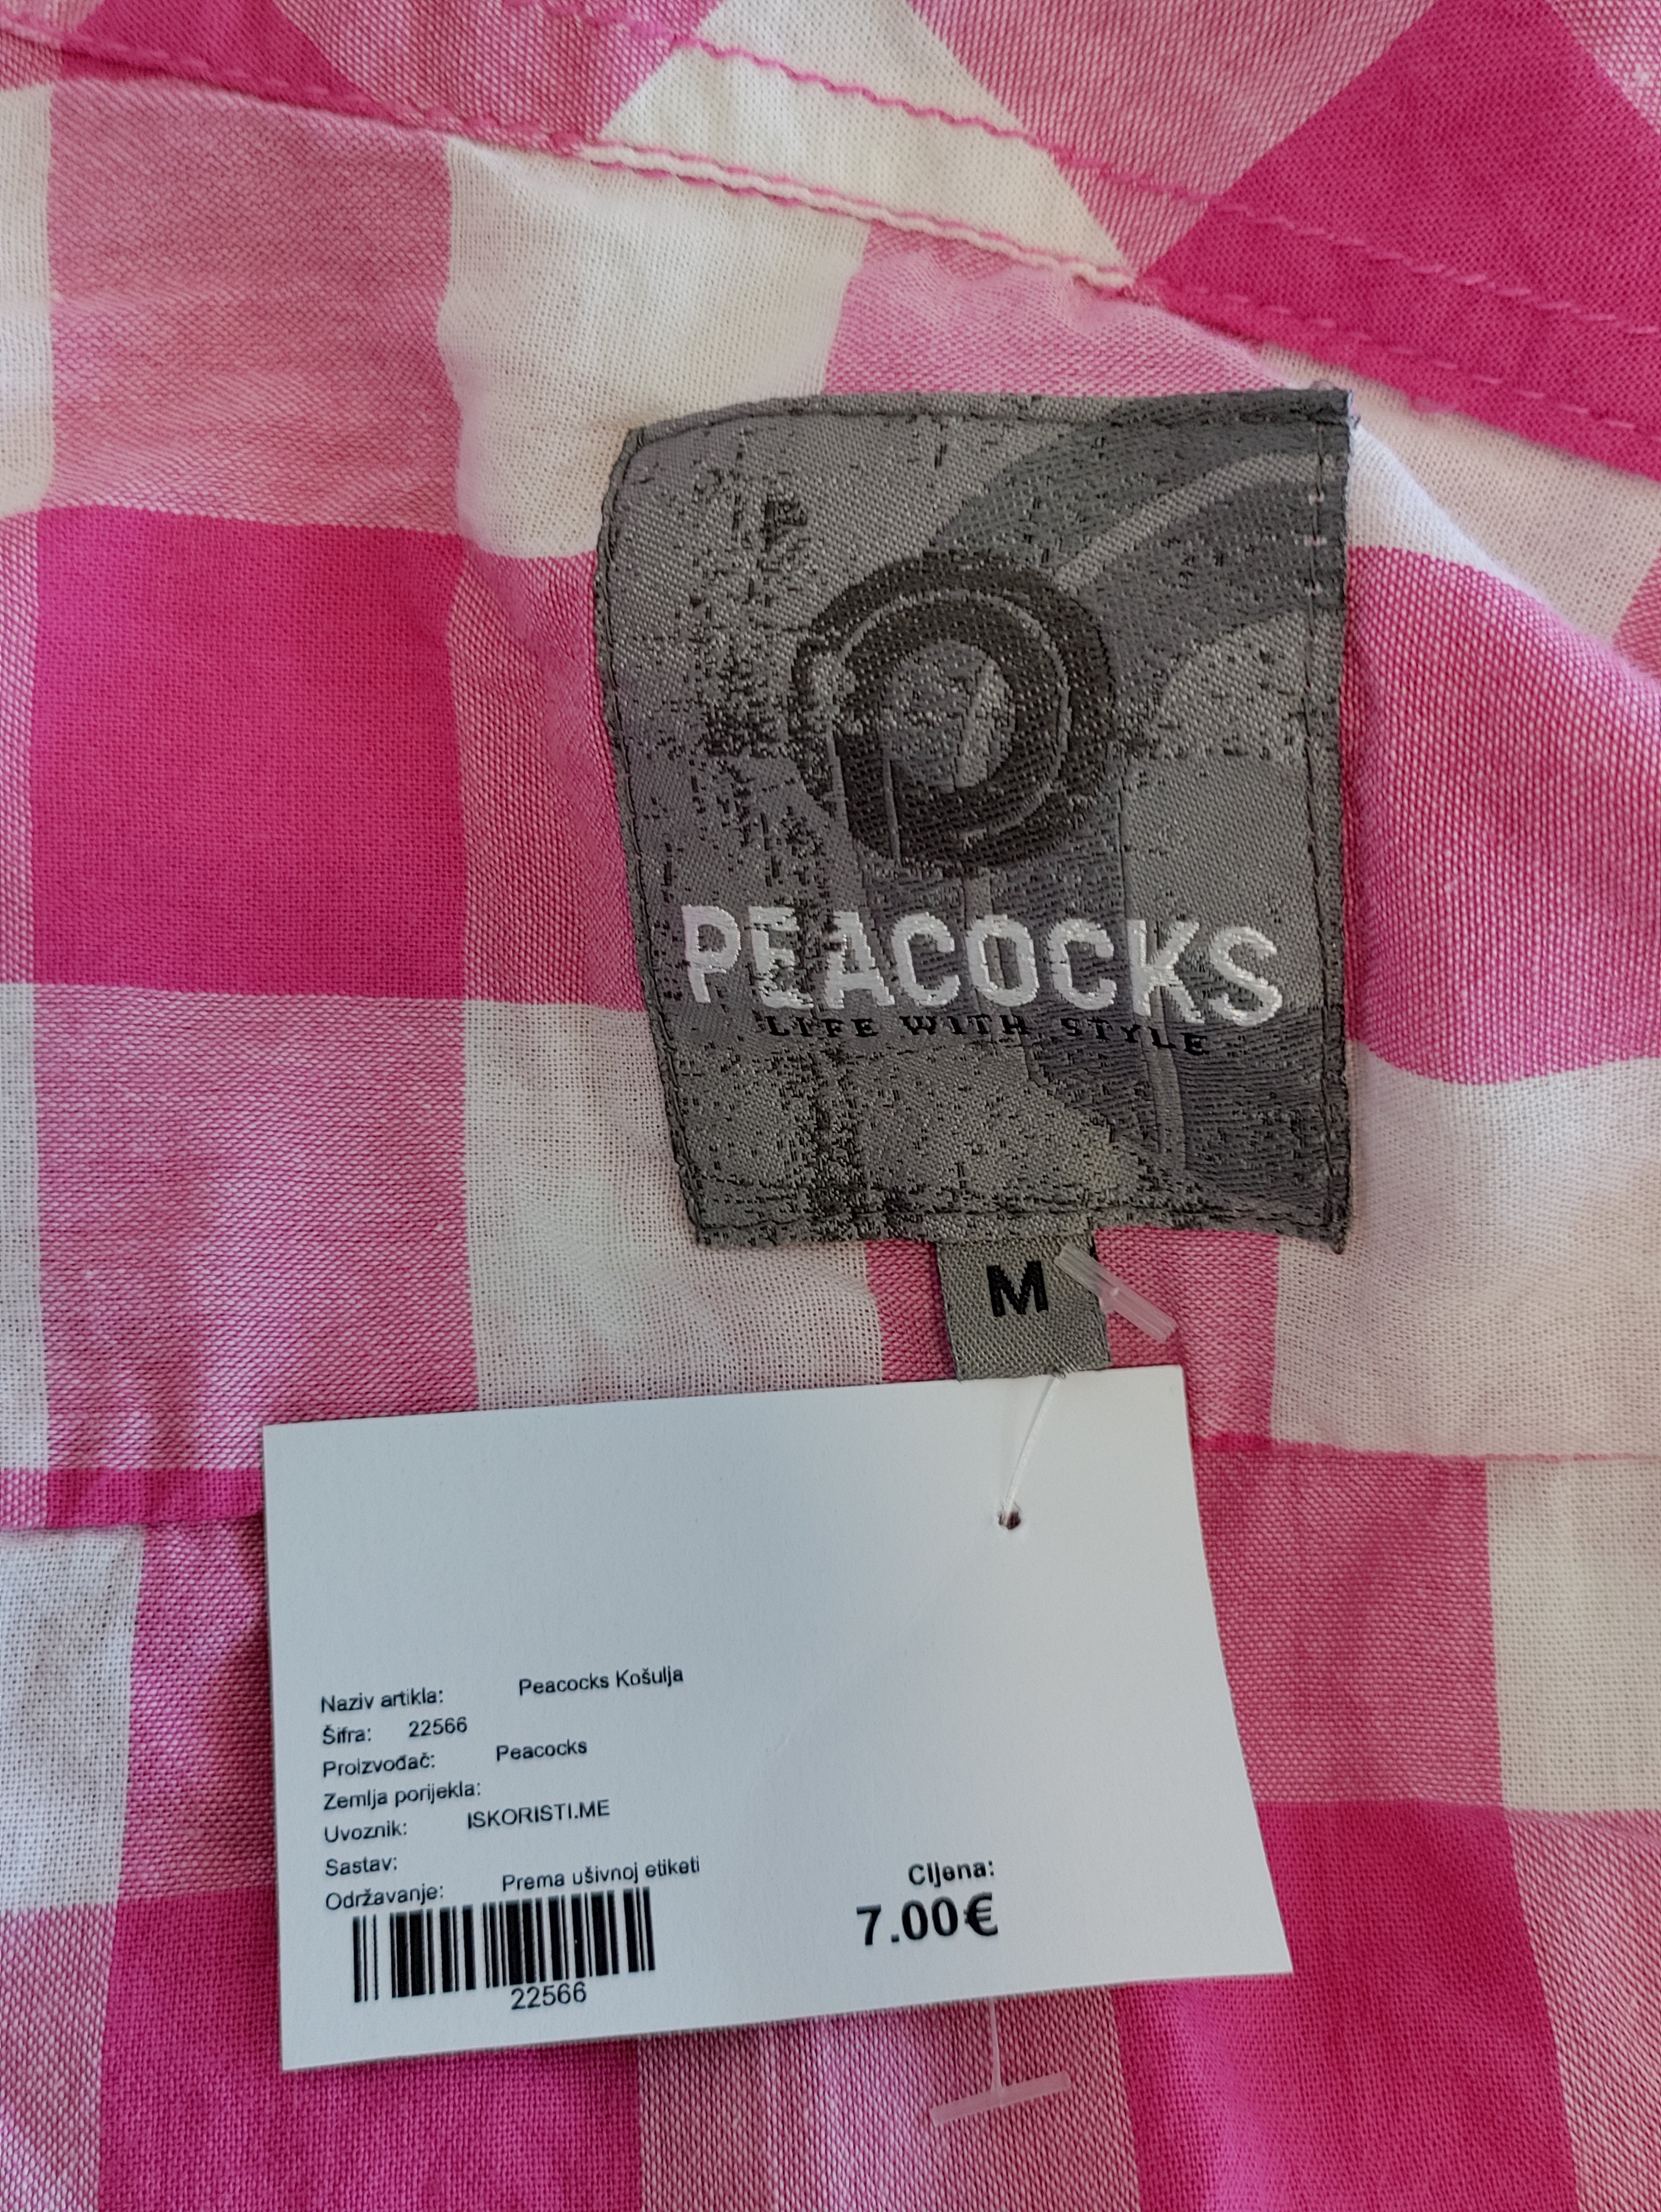 PEACOCKS
LIFE WITH STYLE
M
Naziv artikla: Peacocks Košulja
Šifra: 22566
Proizvođač: Peacocks
Zemlja porijekla:
Uvoznik: ISKORISTI.ME
Sastav:
Održavanje: Prema ušivnoj etiketi
Cijena:
7.00€
22566